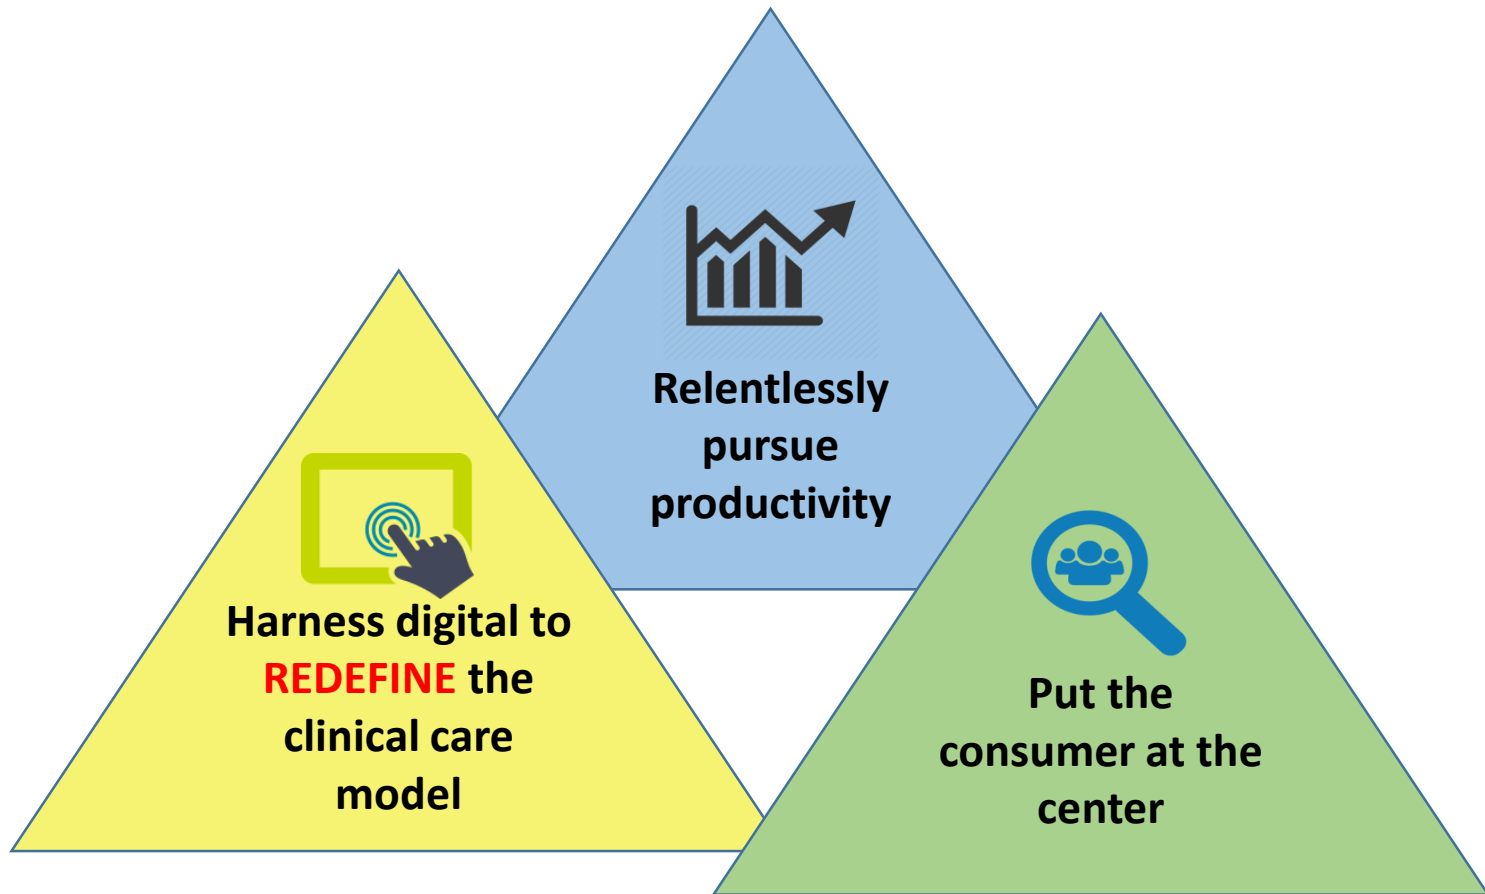 Relentlessly
pursue
productivity
Harness digital to
REDEFINE the
clinical care
model
Put the
consumer at the
center